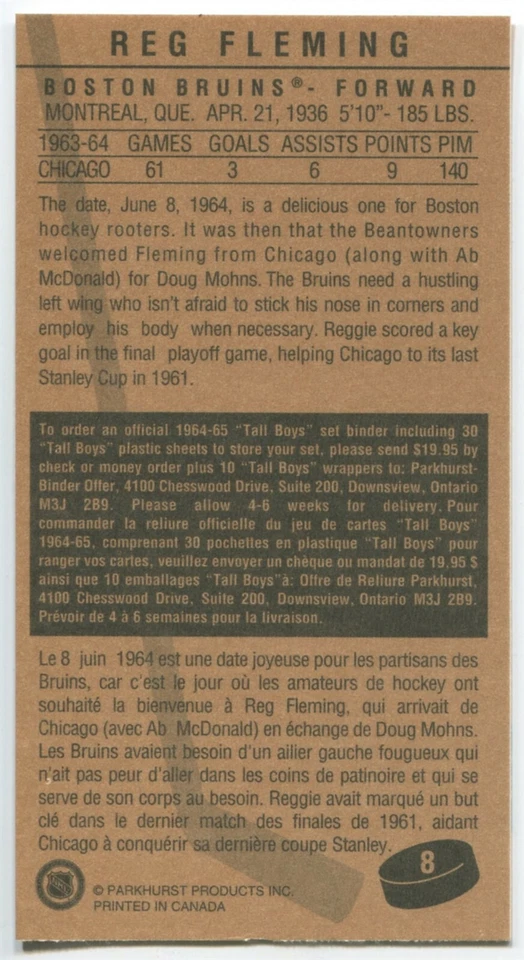 REG FLEMING
BOSTON BRUINS®- FORWARD
MONTREAL, QUE. APR. 21, 1936 5'10"- 185 LBS.
1963-64 GAMES GOALS ASSISTS POINTS PIM
CHICAGO 61 3 6 9 140
The date, June 8, 1964, is a delicious one for Boston
hockey rooters. It was then that the Beantowners
welcomed Fleming from Chicago (along with Ab
McDonald) for Doug Mohns. The Bruins need a hustling
left wing who isn't afraid to stick his nose in corners and
employ his body when necessary. Reggie scored a key
goal in the final playoff game, helping Chicago to its last
Stanley Cup in 1961.
To order an official 1964-65 "Tall Boys" set binder including 30
"Tall Boys" plastic sheets to store your set, please send $19.95 by
check or money order plus 10 "Tall Boys" wrappers to: Parkhurst-
Binder Offer, 4100 Chesswood Drive, Suite 200, Downsview, Ontario
M3J 2B9. Please allow 4-6 weeks for delivery. Pour
commander la reliure officielle du jeu de cartes "Tall Boys"
1964-65, comprenant 30 pochettes en plastique "Tall Boys" pour
ranger vos cartes, veuillez envoyer un chèque ou mandat de 19,95 $
ainsi que 10 emballages "Tall Boys"à: Offre de Reliure Parkhurst,
4100 Chesswood Drive, Suite 200, Downsview, Ontario M3J 2B9.
Prévoir de 4 à 6 semaines pour la livraison.
Le 8 juin 1964 est une date joyeuse pour les partisans des
Bruins, car c'est le jour où les amateurs de hockey ont
souhaité la bienvenue à Reg Fleming, qui arrivait de
Chicago (avec Ab McDonald) en échange de Doug Mohns.
Les Bruins avaient besoin d'un ailier gauche fougueux qui
n'ait pas peur d'aller dans les coins de patinoire et qui se
serve de son corps au besoin. Reggie avait marqué un but
clé dans le dernier match des finales de 1961, aidant
Chicago à conquérir sa dernière coupe Stanley.
8
NHL
© PARKHURST PRODUCTS INC.
PRINTED IN CANADA